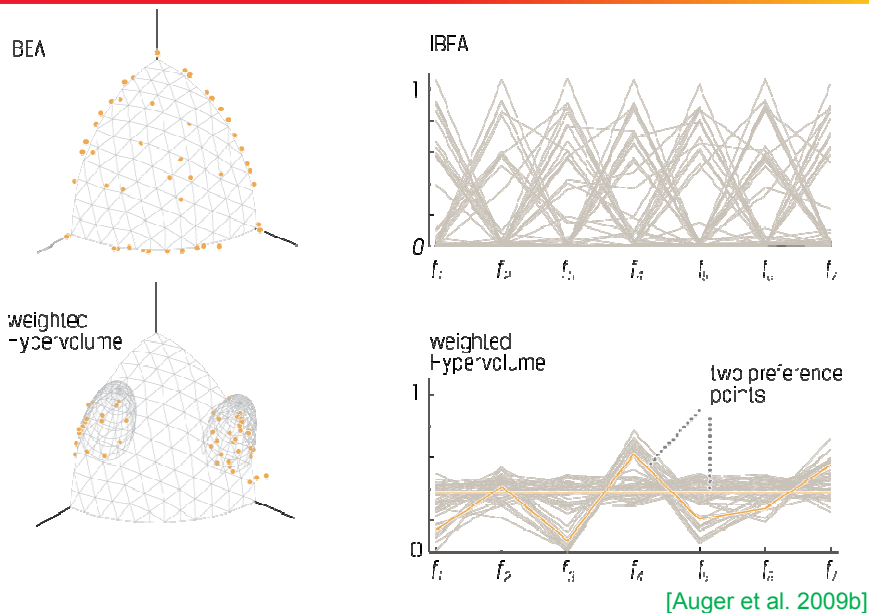 IBEA
IBEA
1
0
f₁ f₂ f₃ f₄ f₅ f₆ f₇
weighted
Hypervolume
weighted
Hypervolume
two preference
points
1
0
f₁ f₂ f₃ f₄ f₅ f₆ f₇
[Auger et al. 2009b]